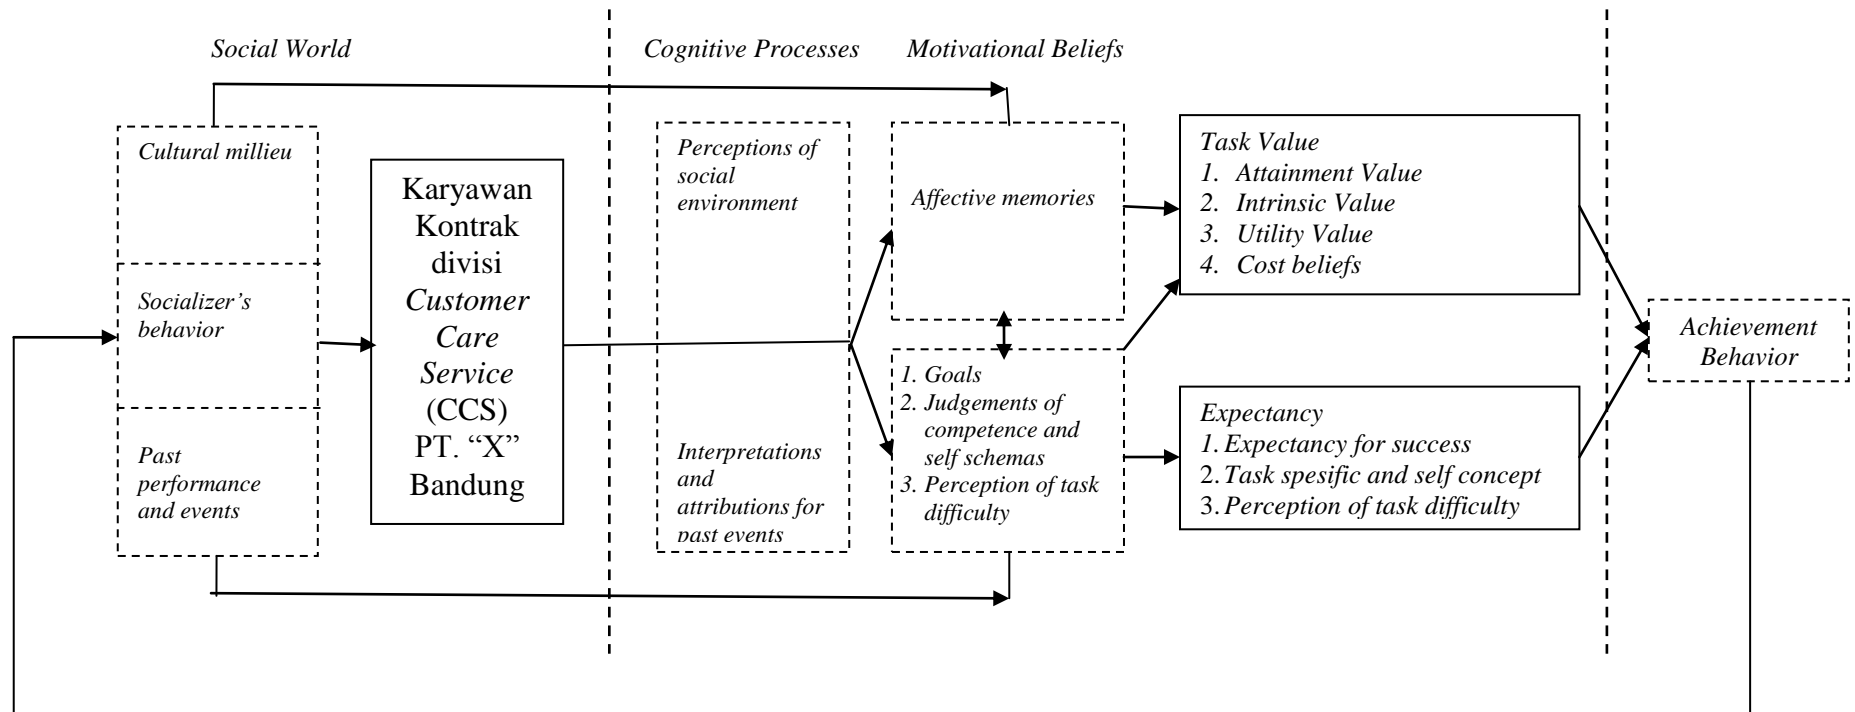 Social World
Cognitive Processes
Motivational Beliefs
Cultural millieu
Socializer’s
behavior
Past
performance
and events
Karyawan
Kontrak
divisi
Customer
Care
Service
(CCS)
PT. “X”
Bandung
Perceptions of
social
environment
Interpretations
and
attributions for
past events
Affective memories
1. Goals
2. Judgements of
competence and
self schemas
3. Perception of task
difficulty
Task Value
1. Attainment Value
2. Intrinsic Value
3. Utility Value
4. Cost beliefs
Expectancy
1. Expectancy for success
2. Task spesific and self concept
3. Perception of task difficulty
Achievement
Behavior